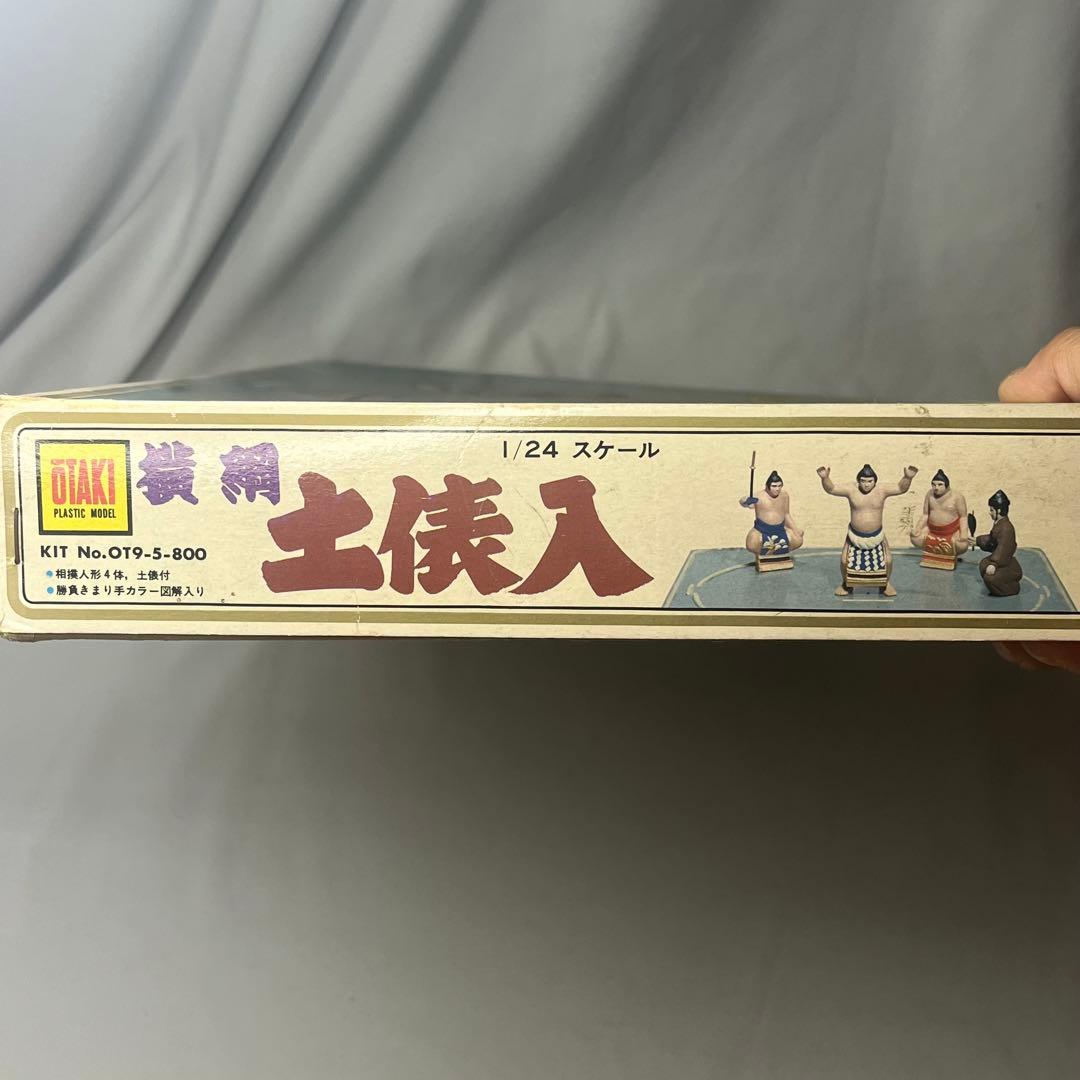 ŌTAKI
PLASTIC MODEL
横綱
土俵入
1/24 スケール
KIT No.OT9-5-800
●相撲人形4体，土俵付
●勝負きまり手カラー図解入り